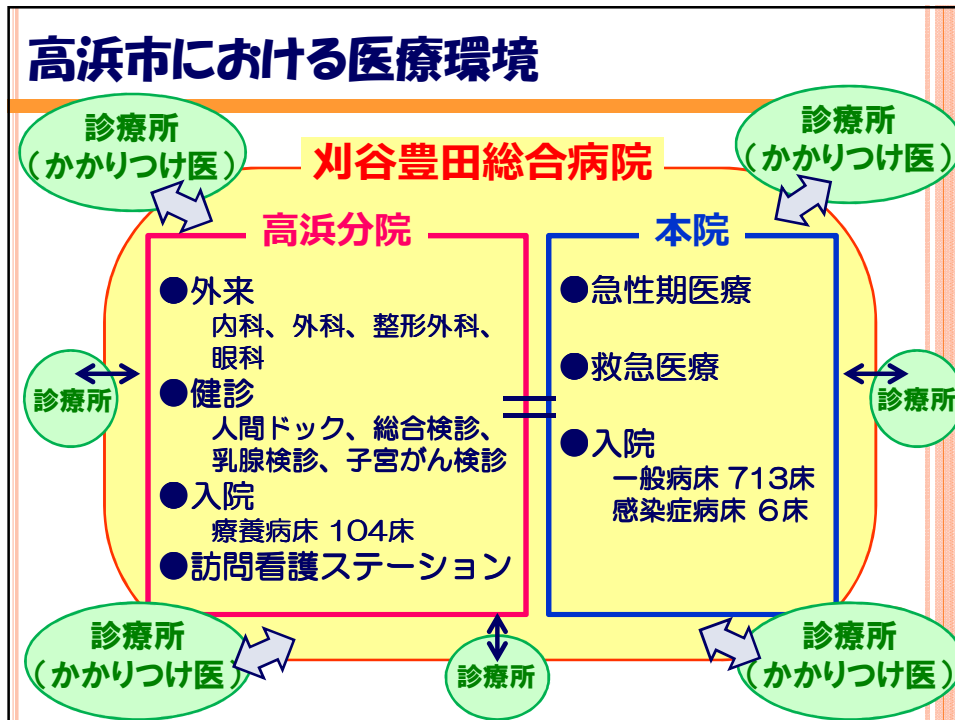 高浜市における医療環境
診療所
（かかりつけ医）
診療所
（かかりつけ医）
刈谷豊田総合病院
高浜分院
●外来
内科、外科、整形外科、
眼科
●健診
人間ドック、総合検診、
乳腺検診、子宮がん検診
●入院
療養病床 104床
●訪問看護ステーション
本院
●急性期医療
●救急医療
●入院
一般病床 713床
感染症病床 6床
診療所
診療所
診療所
（かかりつけ医）
診療所
診療所
（かかりつけ医）